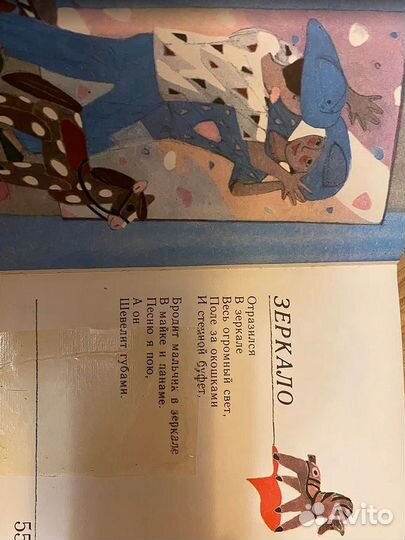 ЗЕРКАЛО
Отразился
В зеркале
Весь огромный свет,
Поле за окошками
И стенной буфет,
Бродит мальчик в зеркале
В майке и панаме.
Песню я пою,
А он
Шевелит губами.
55
Avito